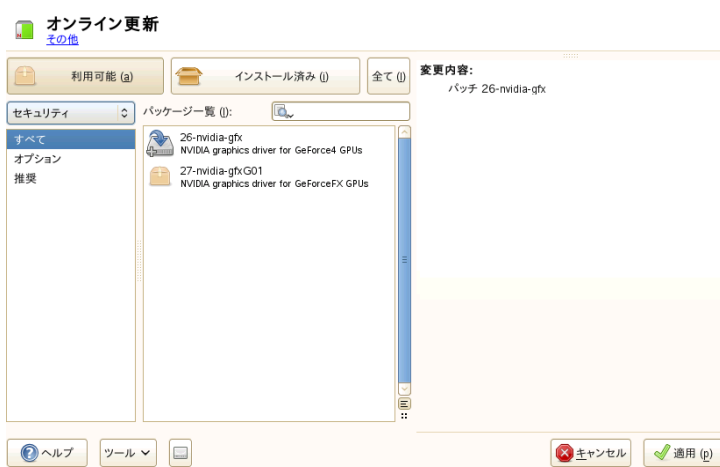 オンライン更新
その他
利用可能 (a)
インストール済み (i)
全て (l)
セキュリティ
パッケージ一覧 (l):
すべて
オプション
推奨
26-nvidia-gfx
NVIDIA graphics driver for GeForce4 GPUs
27-nvidia-gfxG01
NVIDIA graphics driver for GeForceFX GPUs
変更内容:
パッチ 26-nvidia-gfx
ヘルプ
ツール
キャンセル
適用 (p)